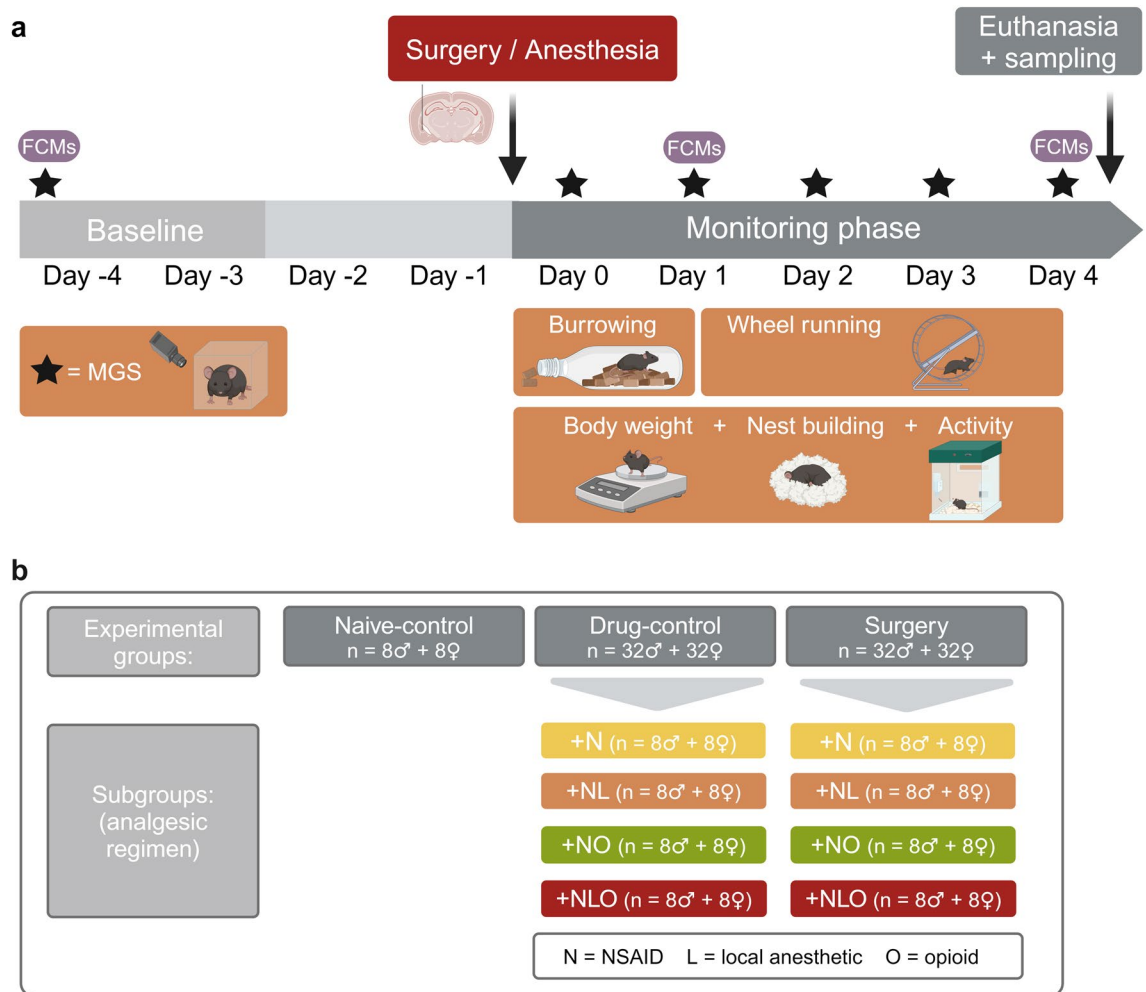 a
Surgery / Anesthesia
Euthanasia
+ sampling
FCMs
FCMs
FCMs
Baseline
Monitoring phase
Day -4
Day -3
Day -2
Day -1
Day 0
Day 1
Day 2
Day 3
Day 4
★ = MGS
Burrowing
Wheel running
Body weight + Nest building + Activity
b
Experimental
groups:
Naive-control
n = 8♂ + 8♀
Drug-control
n = 32♂ + 32♀
Surgery
n = 32♂ + 32♀
Subgroups:
(analgesic
regimen)
+N (n = 8♂ + 8♀)
+N (n = 8♂ + 8♀)
+NL (n = 8♂ + 8♀)
+NL (n = 8♂ + 8♀)
+NO (n = 8♂ + 8♀)
+NO (n = 8♂ + 8♀)
+NLO (n = 8♂ + 8♀)
+NLO (n = 8♂ + 8♀)
N = NSAID L = local anesthetic O = opioid